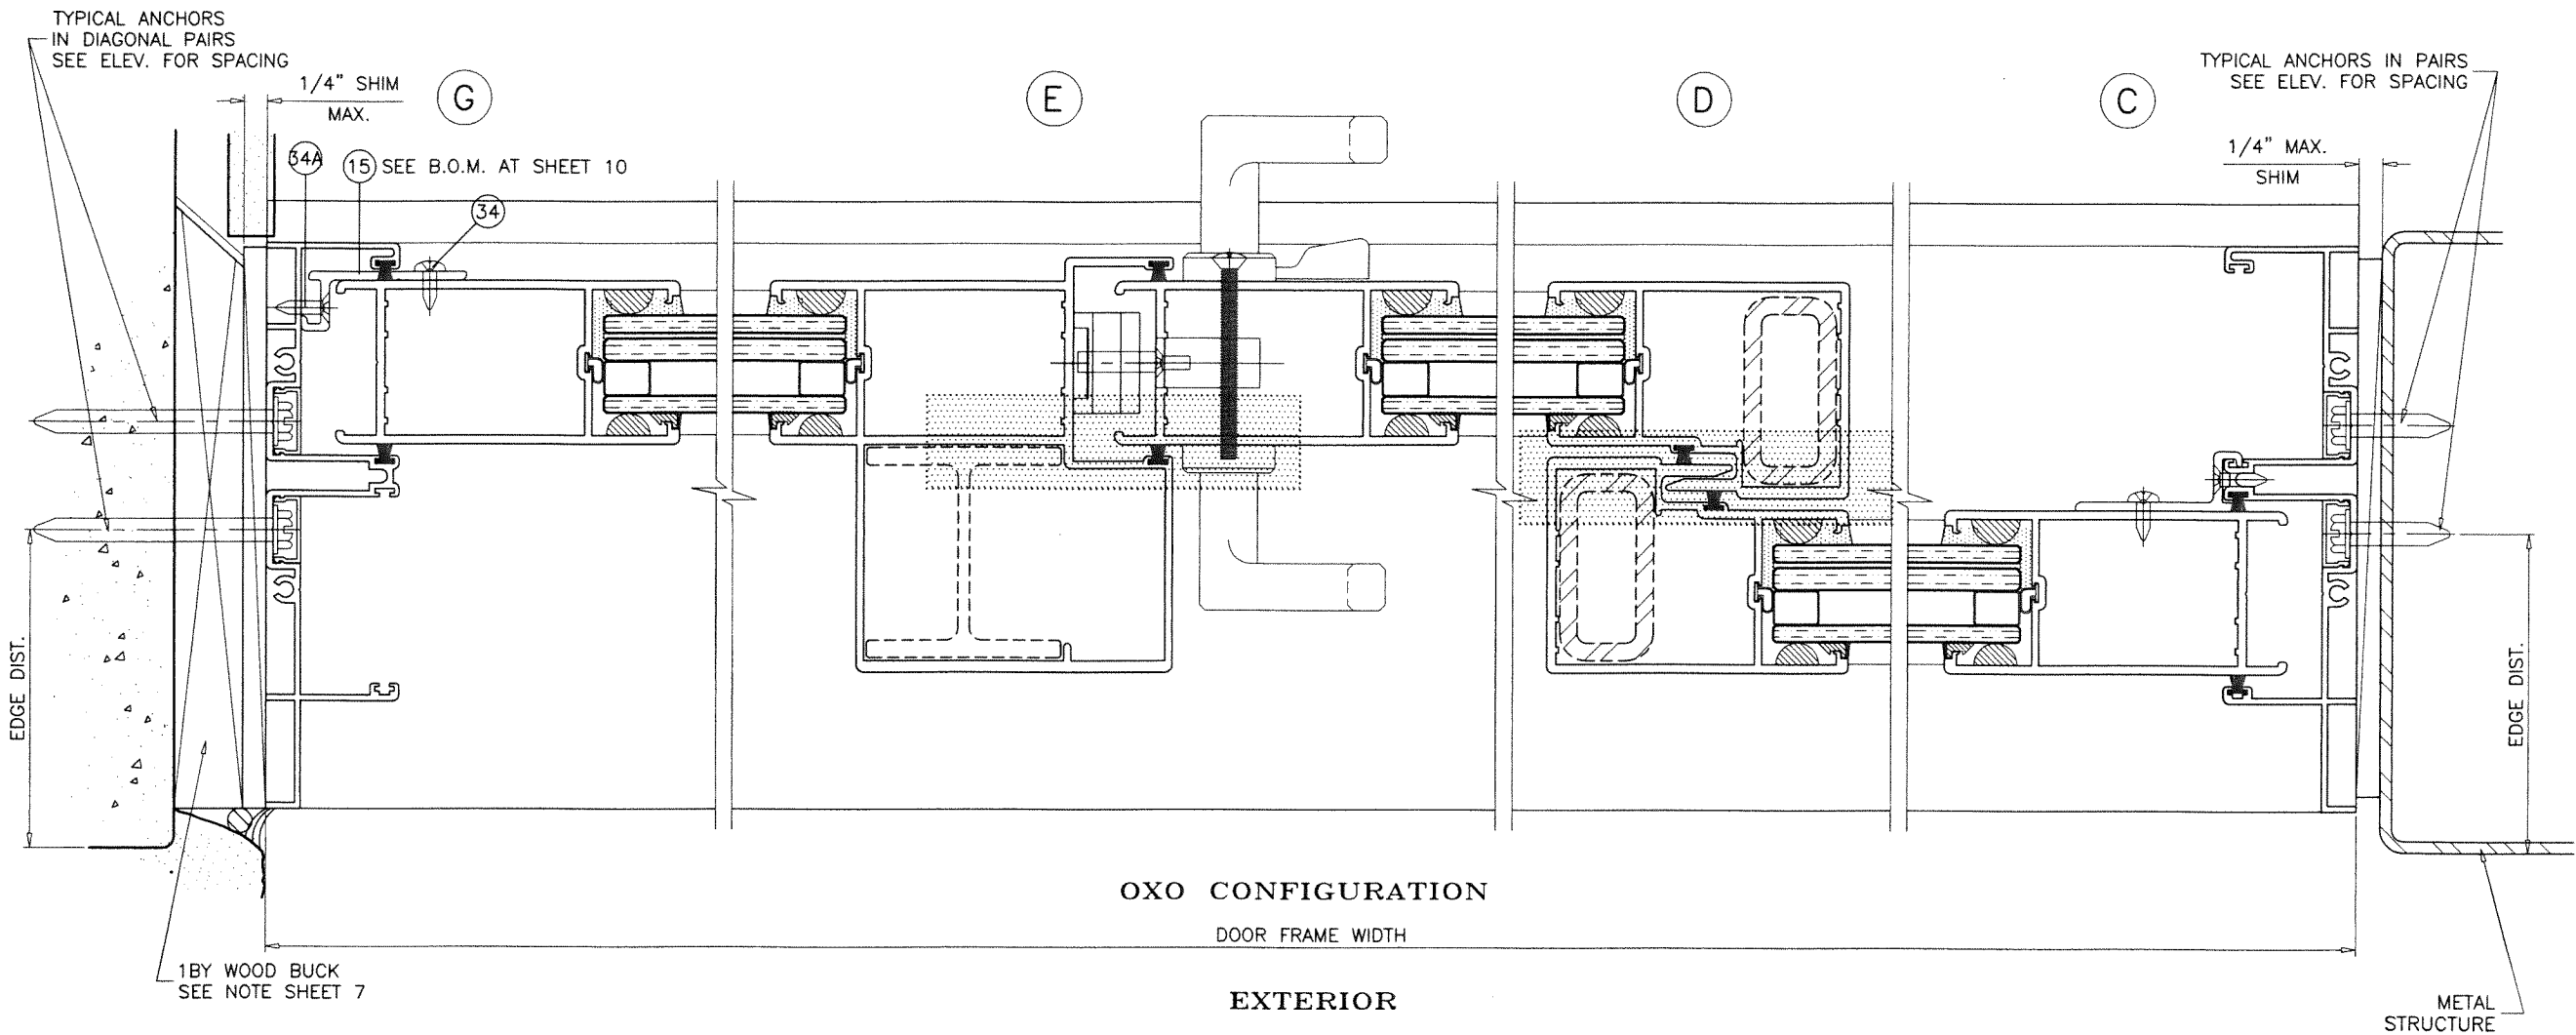 TYPICAL ANCHORS
IN DIAGONAL PAIRS
SEE ELEV. FOR SPACING
1/4" SHIM
MAX.
G
E
D
C
TYPICAL ANCHORS IN PAIRS
SEE ELEV. FOR SPACING
1/4" MAX.
SHIM
34A
15 SEE B.O.M. AT SHEET 10
34
EDGE DIST.
EDGE DIST.
OXO CONFIGURATION
DOOR FRAME WIDTH
1BY WOOD BUCK
SEE NOTE SHEET 7
EXTERIOR
METAL
STRUCTURE